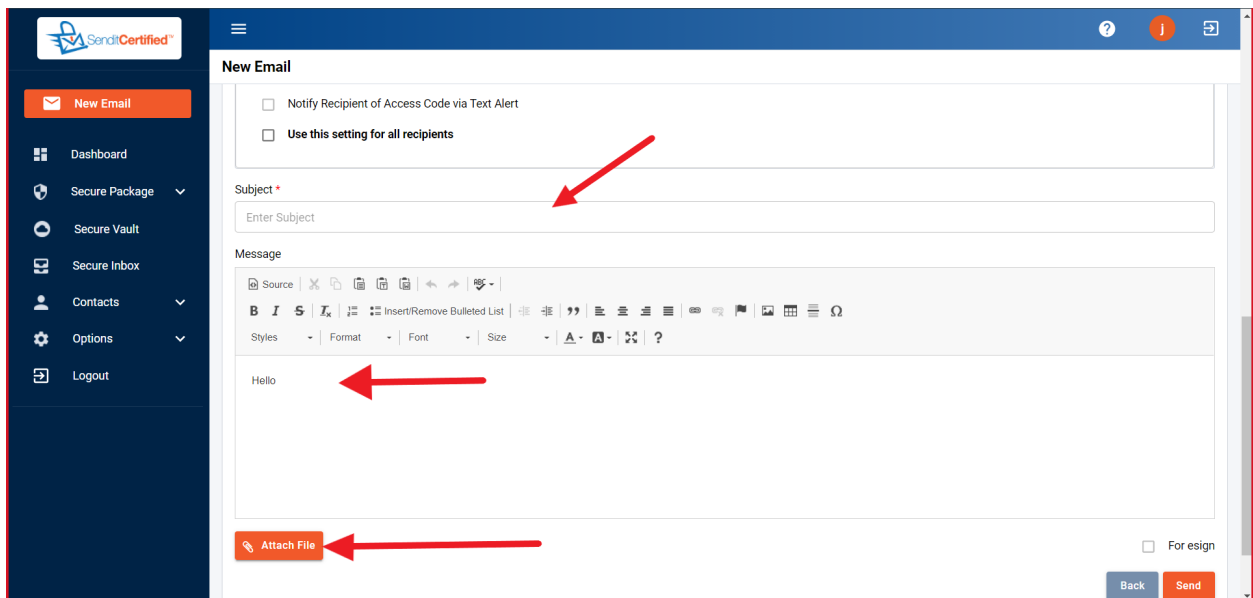 SenditCertified™
j
New Email
New Email
Notify Recipient of Access Code via Text Alert
Use this setting for all recipients
Dashboard
Secure Package
Secure Vault
Secure Inbox
Contacts
Options
Logout
Subject *
Enter Subject
Message
Source ABC
B I S Ix Insert/Remove Bulleted List Ω
Styles Format Font Size A A ?
Hello
Attach File
For esign
Back Send